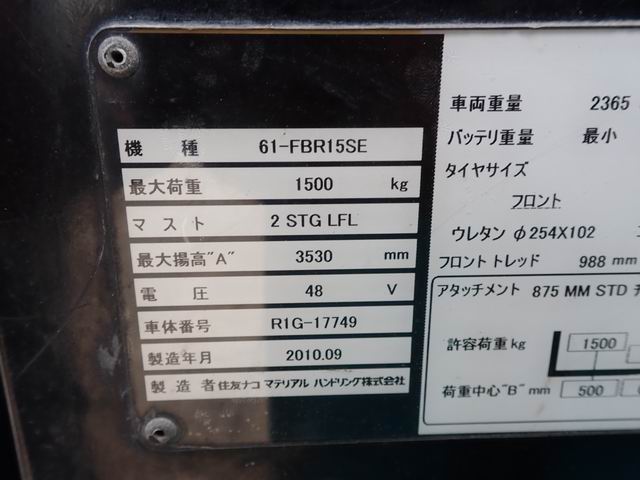 機種 61-FBR15SE
最大荷重 1500 kg
マスト 2 STG LFL
最大揚高"A" 3530 mm
電圧 48 V
車体番号 R1G-17749
製造年月 2010.09
製造者 住友ナコ マテリアル ハンドリング株式会社
車両重量 2365
バッテリ重量 最小
タイヤサイズ
フロント
ウレタン φ254X102
フロント トレッド 988 mm
アタッチメント 875 MM STD
許容荷重 kg 1500
荷重中心"B" mm 500